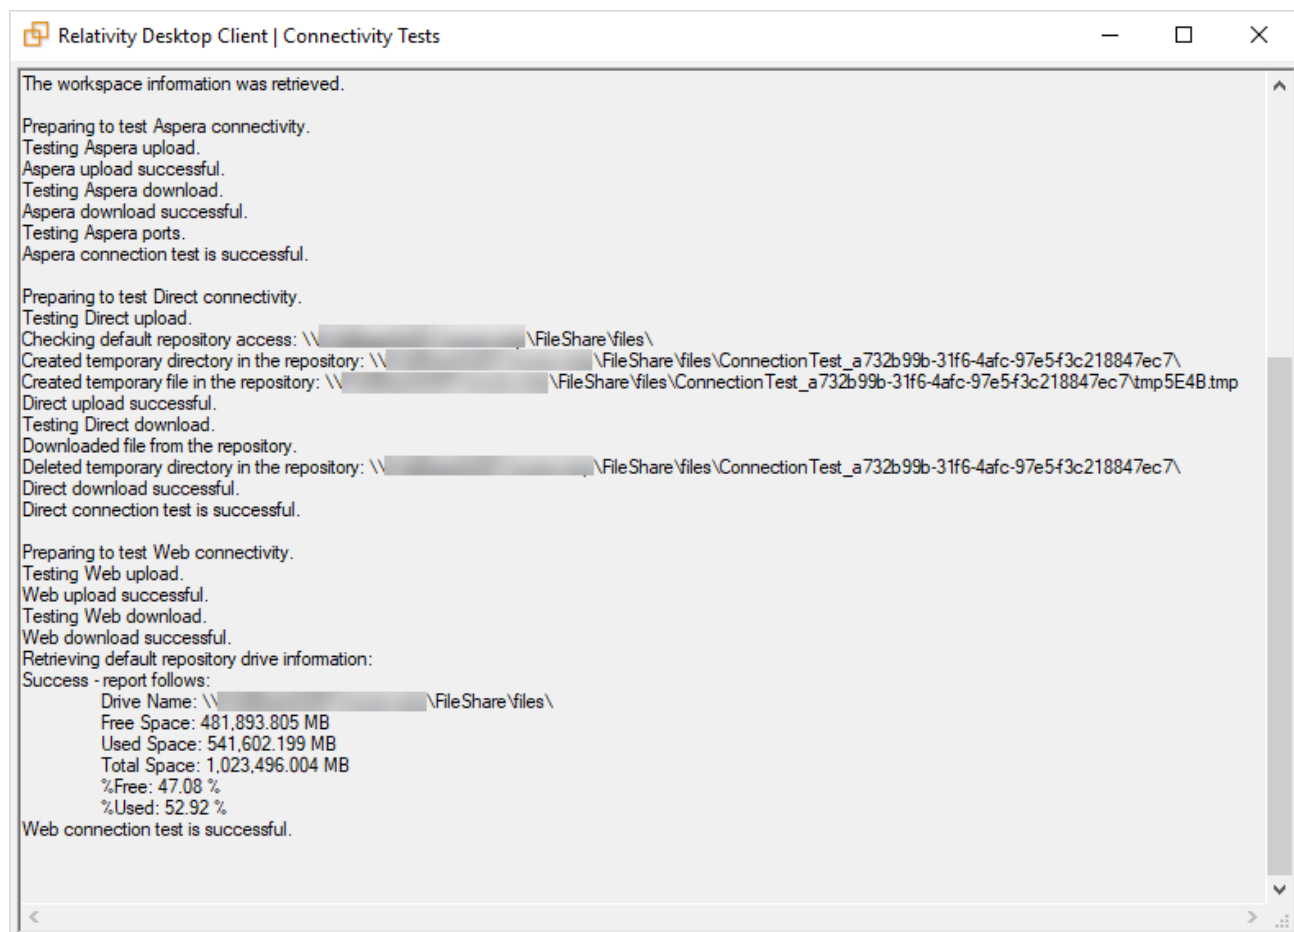 Relativity Desktop Client | Connectivity Tests
The workspace information was retrieved.
Preparing to test Aspera connectivity.
Testing Aspera upload.
Aspera upload successful.
Testing Aspera download.
Aspera download successful.
Testing Aspera ports.
Aspera connection test is successful.
Preparing to test Direct connectivity.
Testing Direct upload.
Checking default repository access: \\ \FileShare\files\
Created temporary directory in the repository: \\ \FileShare\files\ConnectionTest_a732b99b-31f6-4afc-97e5-f3c218847ec7\
Created temporary file in the repository: \\ \FileShare\files\ConnectionTest_a732b99b-31f6-4afc-97e5-f3c218847ec7\tmp5E4B.tmp
Direct upload successful.
Testing Direct download.
Downloaded file from the repository.
Deleted temporary directory in the repository: \\ \FileShare\files\ConnectionTest_a732b99b-31f6-4afc-97e5-f3c218847ec7\
Direct download successful.
Direct connection test is successful.
Preparing to test Web connectivity.
Testing Web upload.
Web upload successful.
Testing Web download.
Web download successful.
Retrieving default repository drive information:
Success - report follows:
Drive Name: \\ \FileShare\files\
Free Space: 481,893.805 MB
Used Space: 541,602.199 MB
Total Space: 1,023,496.004 MB
%Free: 47.08 %
%Used: 52.92 %
Web connection test is successful.